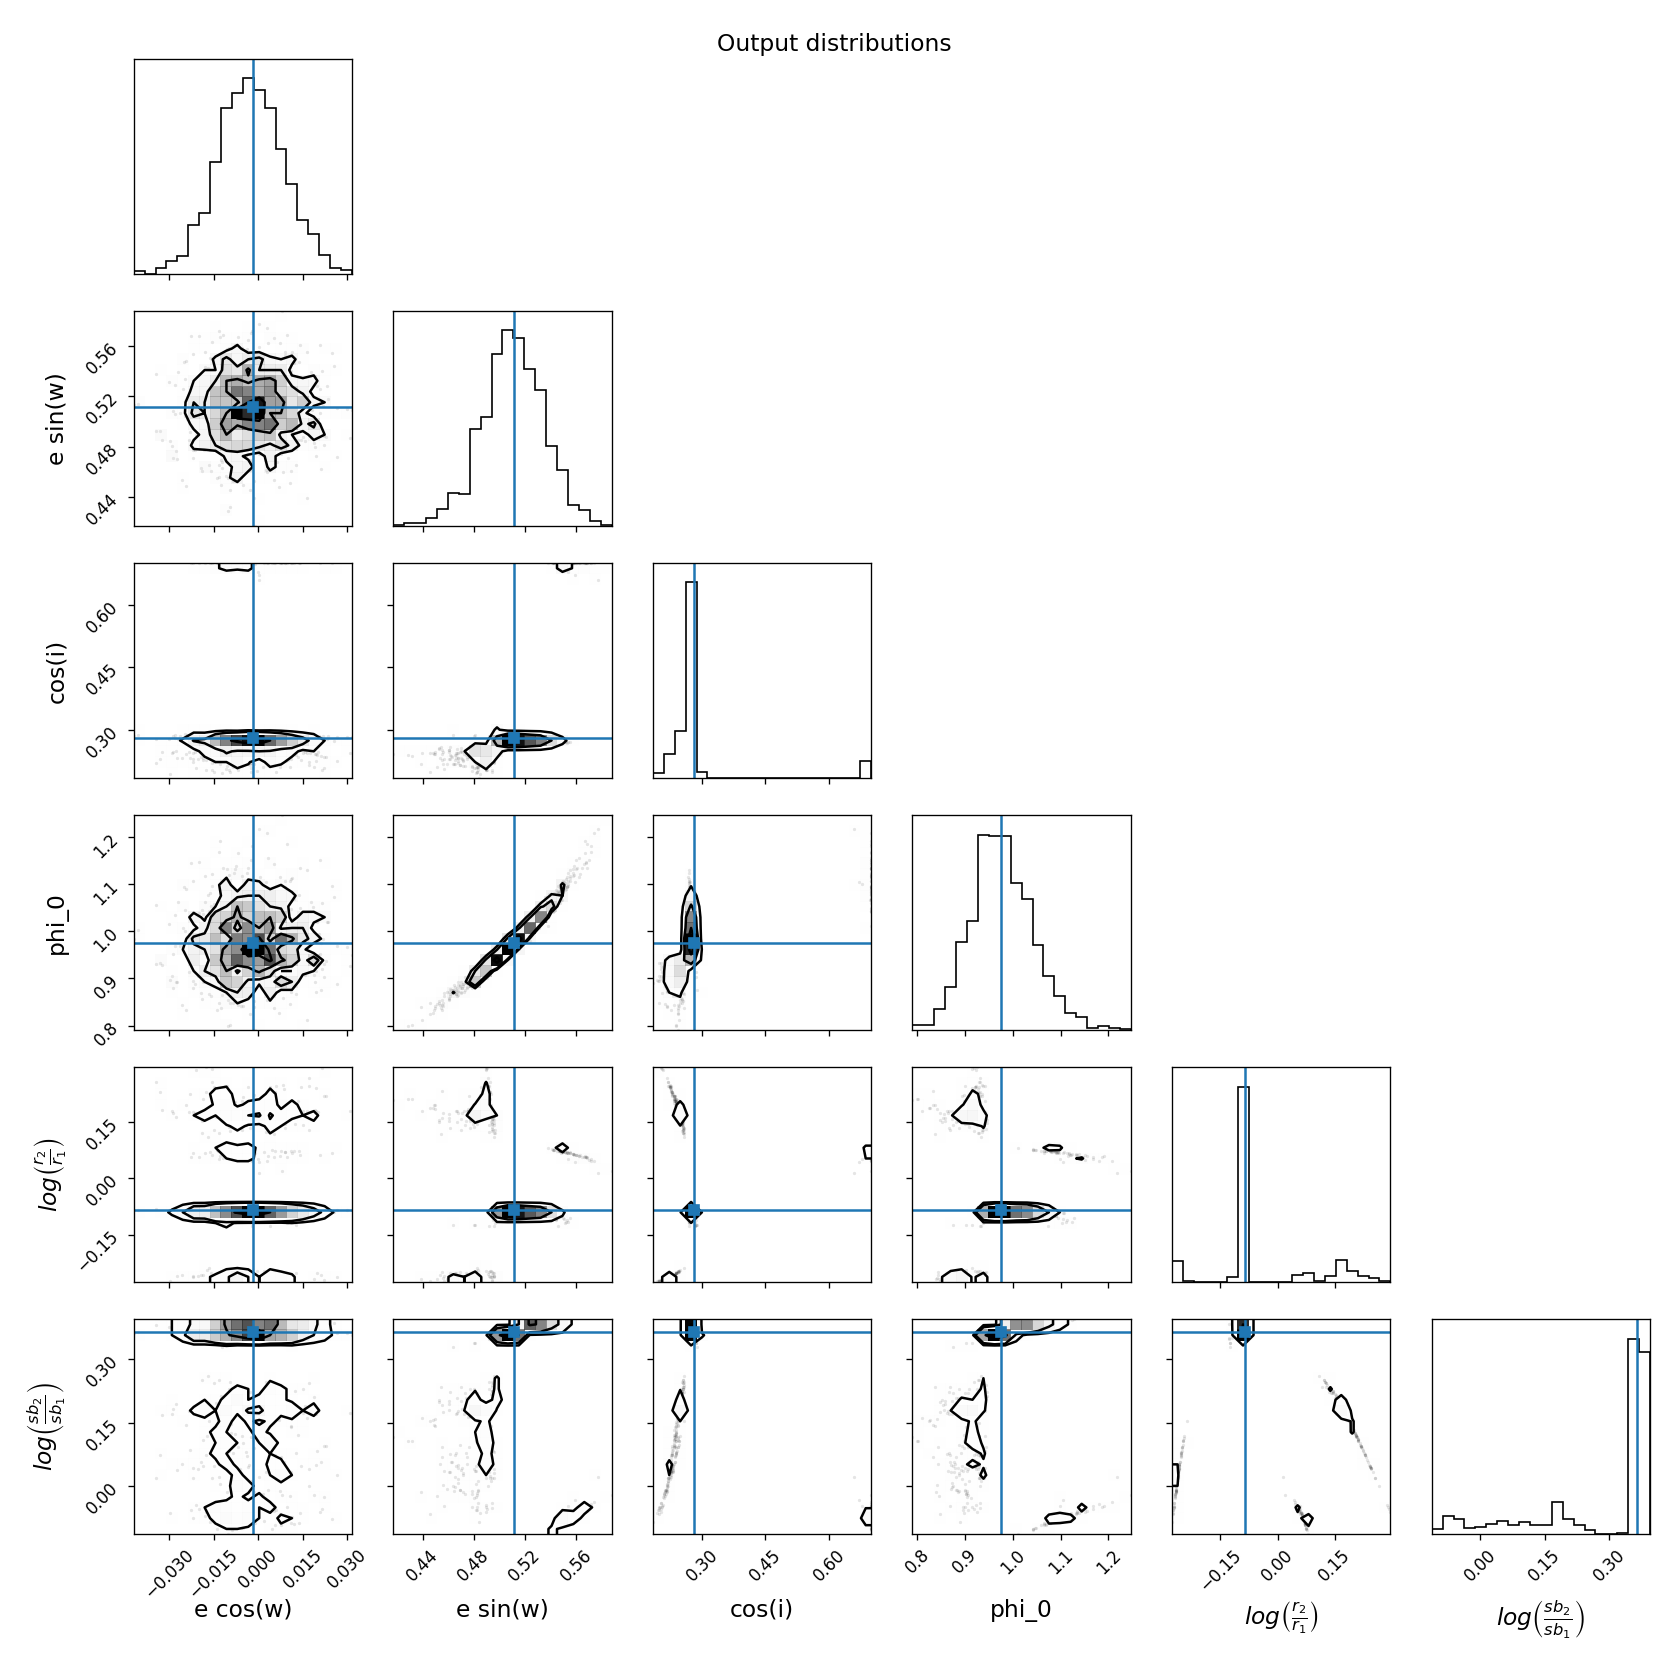 Output distributions
e sin(w)
0.56
0.52
0.48
0.44
cos(i)
0.60
0.45
0.30
phi_0
1.2
1.1
1.0
0.9
0.8
log(r₂/r₁)
0.15
0.00
−0.15
log(sb₂/sb₁)
0.30
0.15
0.00
−0.030 −0.015 0.000 0.015 0.030
e cos(w)
0.44 0.48 0.52 0.56
e sin(w)
0.30 0.45 0.60
cos(i)
0.8 0.9 1.0 1.1 1.2
phi_0
−0.15 0.00 0.15
log(r₂/r₁)
0.00 0.15 0.30
log(sb₂/sb₁)